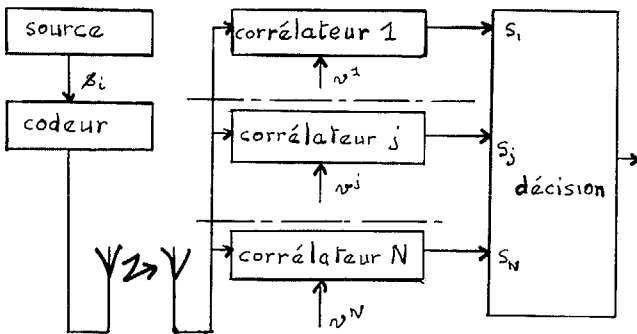 source
s_i
codeur
corrélateur 1
v^1
corrélateur j
v^j
corrélateur N
v^N
S_1
S_j
S_N
décision